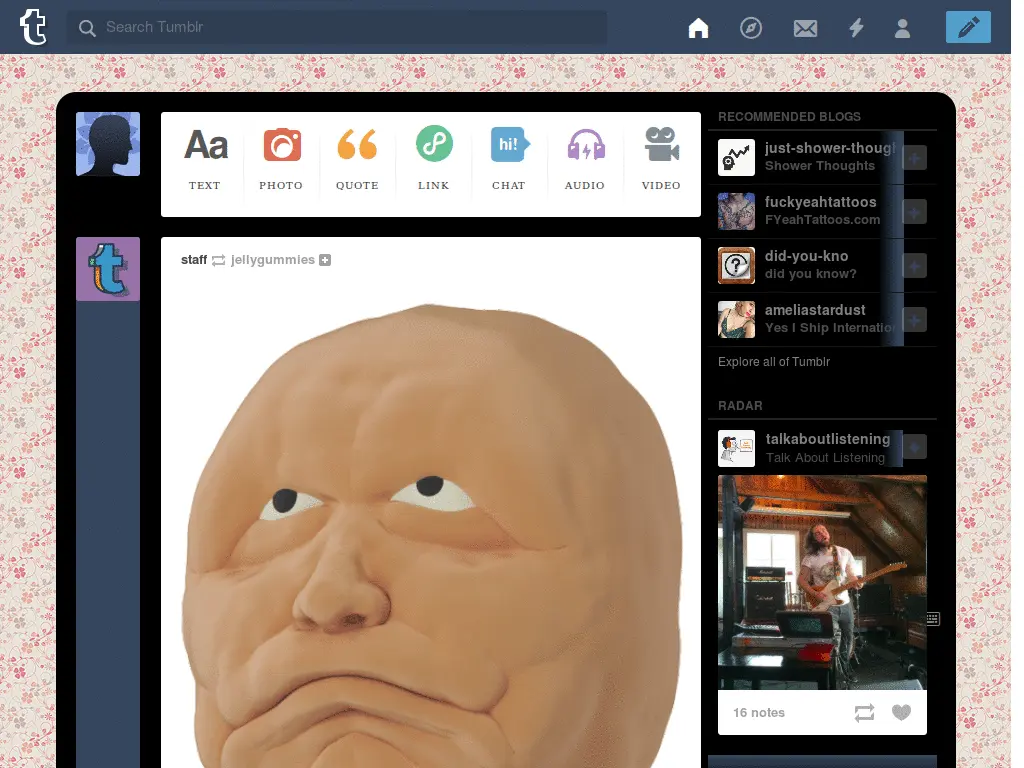 Search Tumblr
Aa
hi!
TEXT
PHOTO
QUOTE
LINK
CHAT
AUDIO
VIDEO
staff jellygummies
RECOMMENDED BLOGS
just-shower-though
Shower Thoughts
fuckyeahtattoos
FYeahTattoos.com
did-you-kno
did you know?
ameliastardust
Yes I Ship Internatio
Explore all of Tumblr
RADAR
talkaboutlistening
Talk About Listening
16 notes